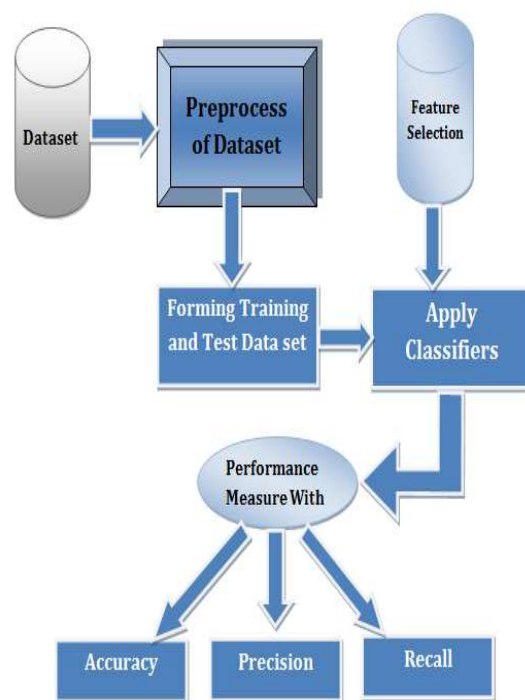 Dataset
Preprocess
of Dataset
Feature
Selection
Forming Training
and Test Data set
Apply
Classifiers
Performance
Measure With
Accuracy
Precision
Recall